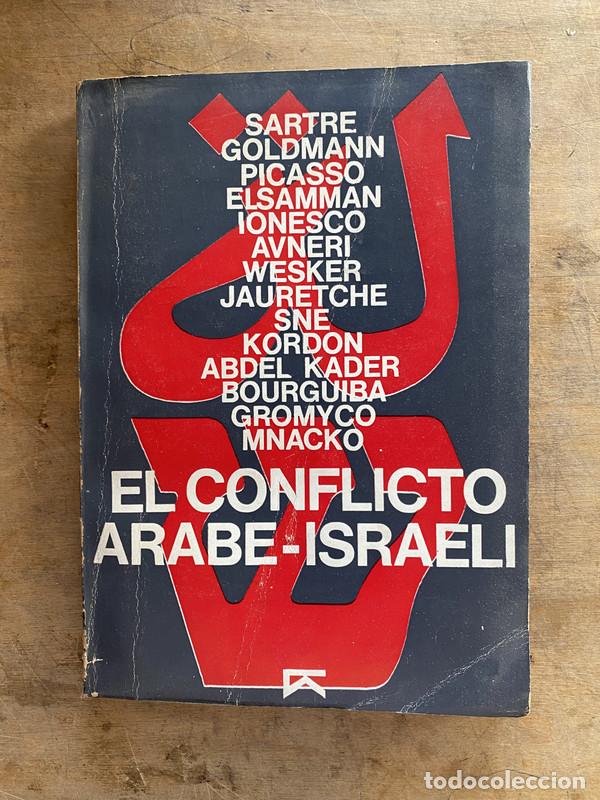 SARTRE
GOLDMANN
PICASSO
ELSAMMAN
IONESCO
AVNERI
WESKER
JAURETCHE
SNE
KORDON
ABDEL KADER
BOURGUIBA
GROMYCO
MNACKO
EL CONFLICTO
ARABE-ISRAELI
todocoleccion